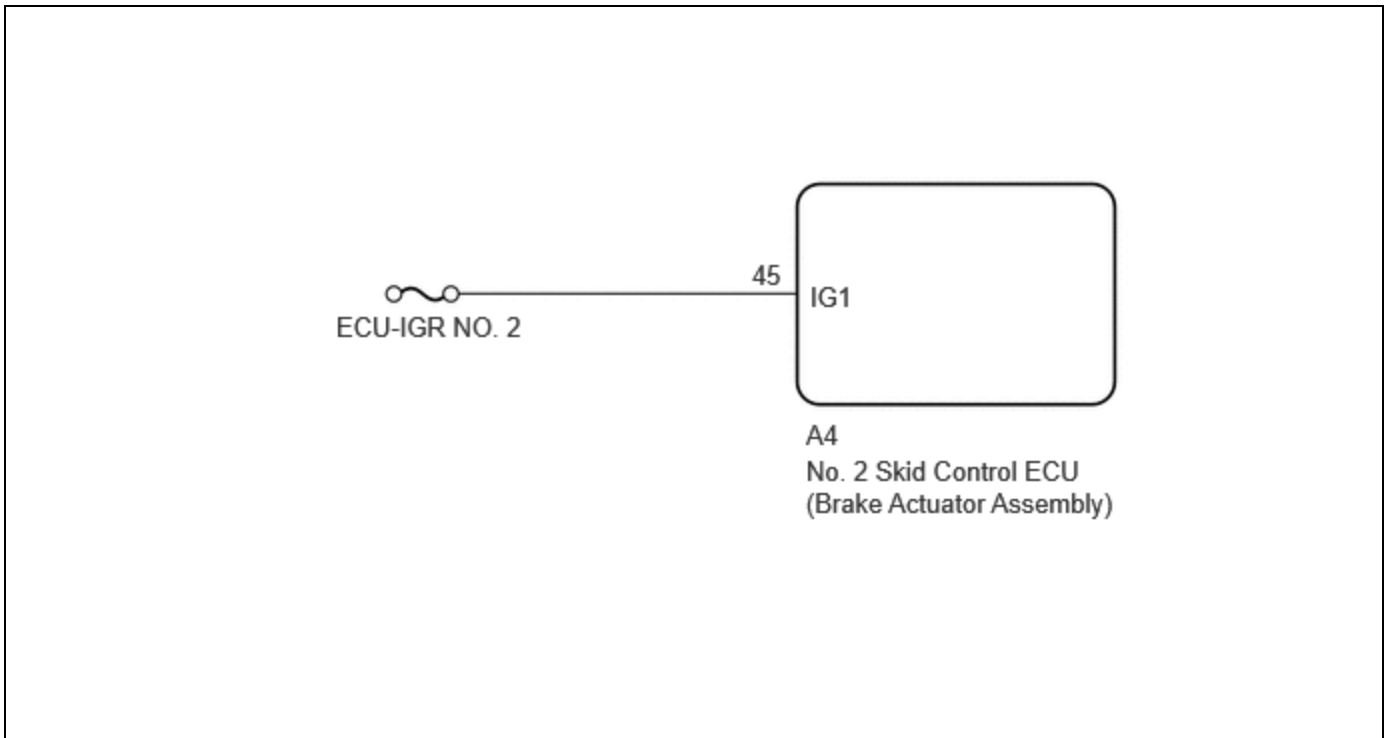 45
IG1
ECU-IGR NO. 2
A4
No. 2 Skid Control ECU
(Brake Actuator Assembly)